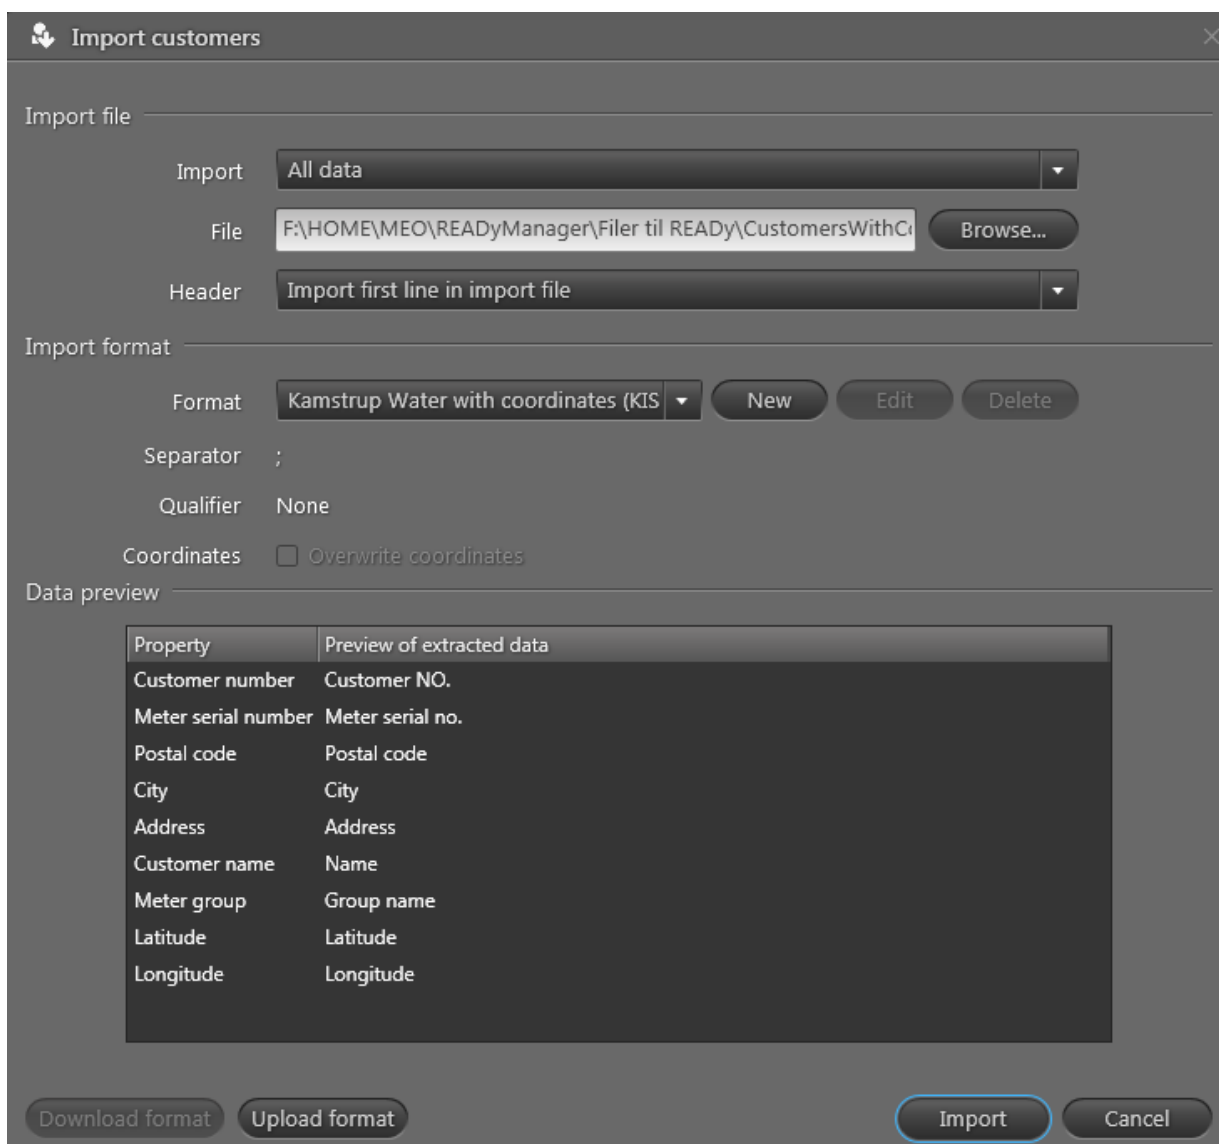 Import customers
Import file
Import All data
File F:\HOME\MEO\READyManager\Filer til READy\CustomersWithC Browse...
Header Import first line in import file
Import format
Format Kamstrup Water with coordinates (KIS New Edit Delete
Separator ;
Qualifier None
Coordinates Overwrite coordinates
Data preview
Property Preview of extracted data
Customer number Customer NO.
Meter serial number Meter serial no.
Postal code Postal code
City City
Address Address
Customer name Name
Meter group Group name
Latitude Latitude
Longitude Longitude
Download format Upload format Import Cancel